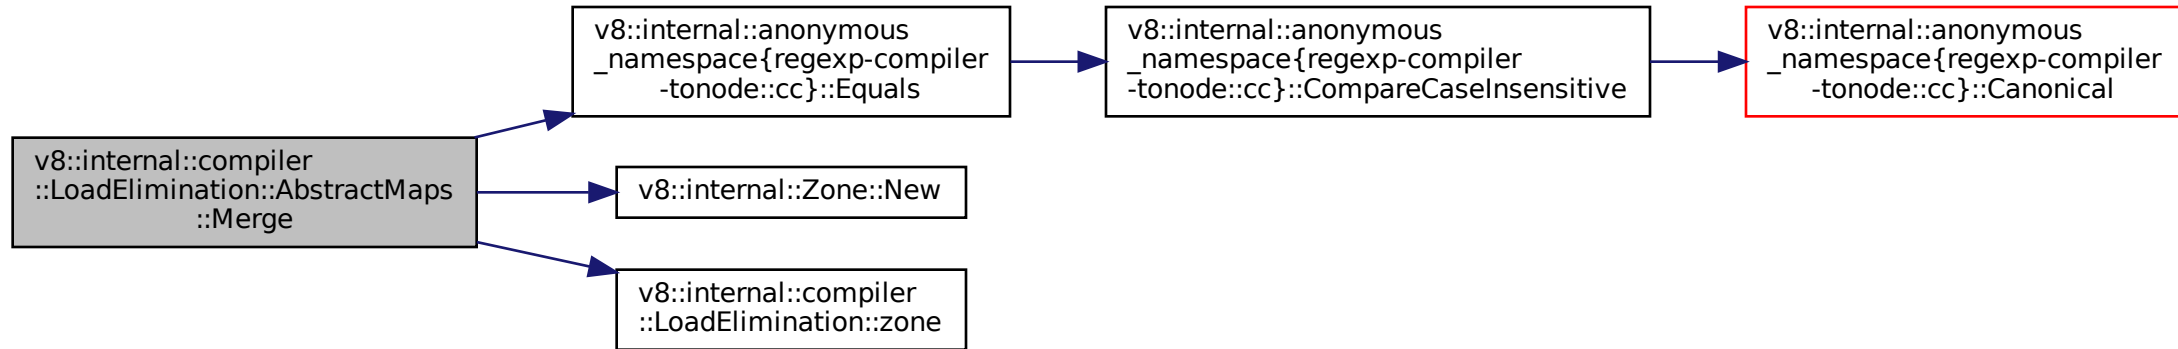 v8::internal::compiler
::LoadElimination::AbstractMaps
::Merge
v8::internal::anonymous
_namespace{regexp-compiler
-tonode::cc}::Equals
v8::internal::anonymous
_namespace{regexp-compiler
-tonode::cc}::CompareCaseInsensitive
v8::internal::anonymous
_namespace{regexp-compiler
-tonode::cc}::Canonical
v8::internal::Zone::New
v8::internal::compiler
::LoadElimination::zone